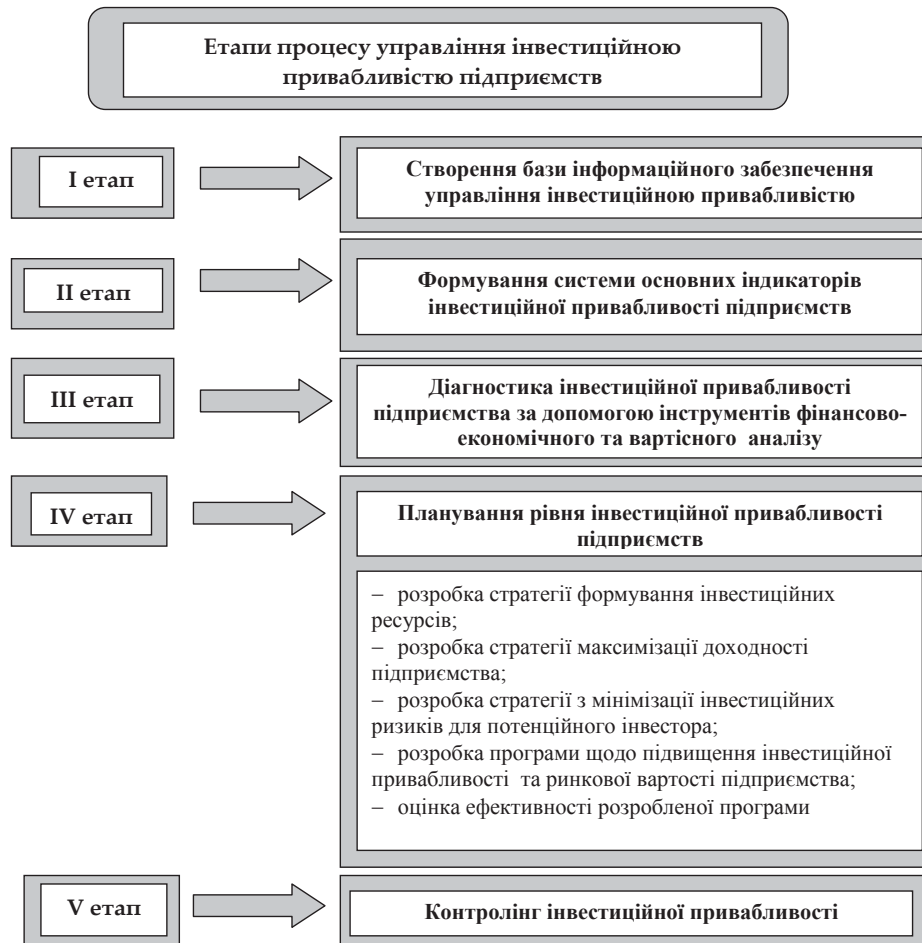 Етапи процесу управління інвестиційною
привабливістю підприємств
І етап
Створення бази інформаційного забезпечення
управління інвестиційною привабливістю
ІІ етап
Формування системи основних індикаторів
інвестиційної привабливості підприємств
ІІІ етап
Діагностика інвестиційної привабливості
підприємства за допомогою інструментів фінансово-
економічного та вартісного аналізу
IV етап
Планування рівня інвестиційної привабливості
підприємств
– розробка стратегії формування інвестиційних
ресурсів;
– розробка стратегії максимізації доходності
підприємства;
– розробка стратегії з мінімізації інвестиційних
ризиків для потенційного інвестора;
– розробка програми щодо підвищення інвестиційної
привабливості та ринкової вартості підприємства;
– оцінка ефективності розробленої програми
V етап
Контролінг інвестиційної привабливості